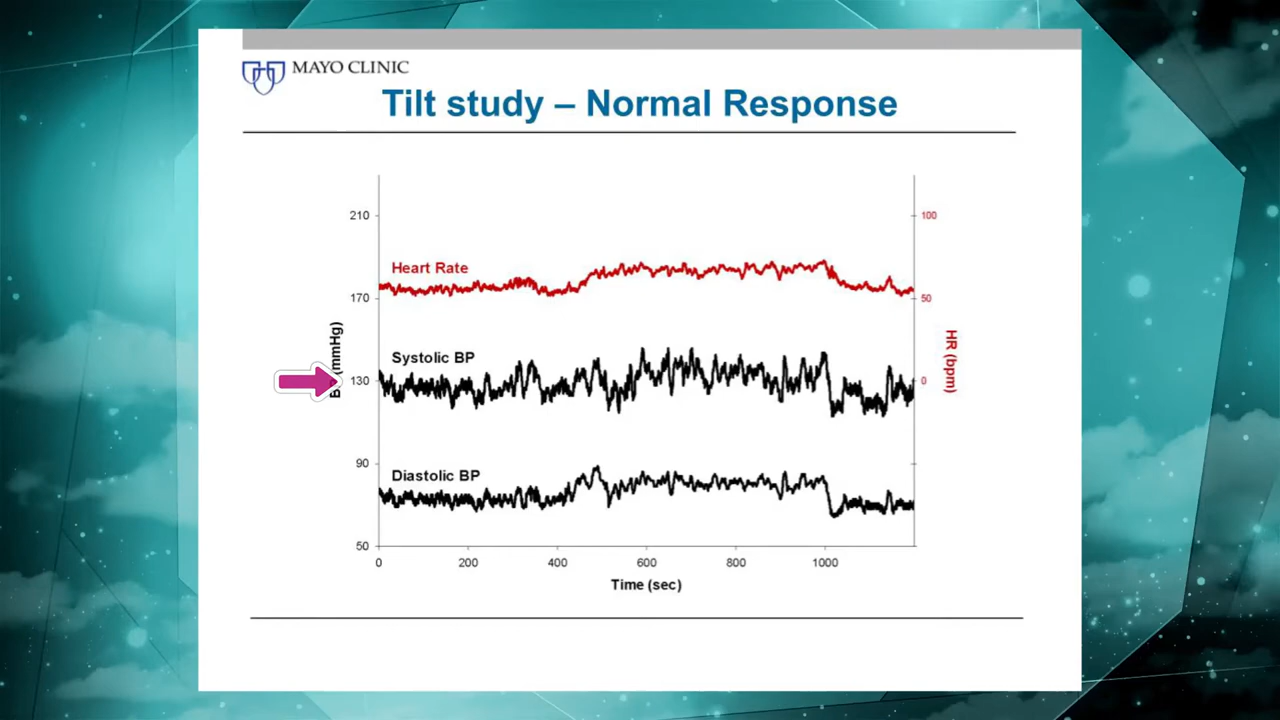 MAYO CLINIC
Tilt study – Normal Response
210
170
130
90
50
100
50
0
Heart Rate
Systolic BP
Diastolic BP
(mmHg)
HR (bpm)
0
200
400
600
800
1000
Time (sec)